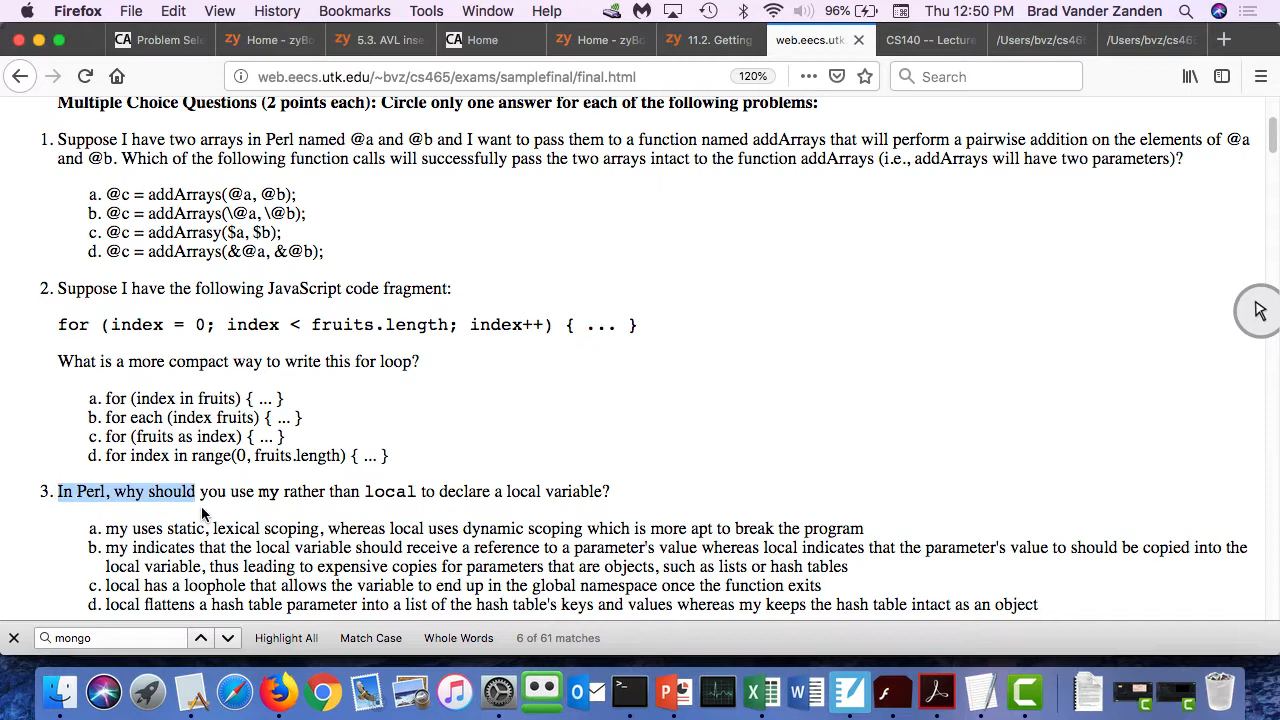 Firefox File Edit View History Bookmarks Tools Window Help 96% Thu 12:50 PM Brad Vander Zanden
CA Problem Sele zy Home - zyBo zy 5.3. AVL inse CA Home zy Home - zyBo zy 11.2. Getting web.eecs.utk. CS140 -- Lecture /Users/bvz/cs46 /Users/bvz/cs46
web.eecs.utk.edu/~bvz/cs465/exams/samplefinal/final.html 120% Search
Multiple Choice Questions (2 points each): Circle only one answer for each of the following problems:
1. Suppose I have two arrays in Perl named @a and @b and I want to pass them to a function named addArrays that will perform a pairwise addition on the elements of @a
and @b. Which of the following function calls will successfully pass the two arrays intact to the function addArrays (i.e., addArrays will have two parameters)?
a. @c = addArrays(@a, @b);
b. @c = addArrays(\@a, \@b);
c. @c = addArrasy($a, $b);
d. @c = addArrays(&@a, &@b);
2. Suppose I have the following JavaScript code fragment:
for (index = 0; index < fruits.length; index++) { ... }
What is a more compact way to write this for loop?
a. for (index in fruits) { ... }
b. for each (index fruits) { ... }
c. for (fruits as index) { ... }
d. for index in range(0, fruits.length) { ... }
3. In Perl, why should you use my rather than local to declare a local variable?
a. my uses static, lexical scoping, whereas local uses dynamic scoping which is more apt to break the program
b. my indicates that the local variable should receive a reference to a parameter's value whereas local indicates that the parameter's value to should be copied into the
local variable, thus leading to expensive copies for parameters that are objects, such as lists or hash tables
c. local has a loophole that allows the variable to end up in the global namespace once the function exits
d. local flattens a hash table parameter into a list of the hash table's keys and values whereas my keeps the hash table intact as an object
mongo Highlight All Match Case Whole Words 6 of 61 matches